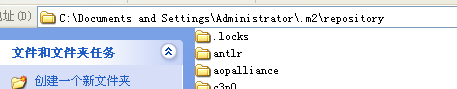 址(D) C:\Documents and Settings\Administrator\.m2\repository
文件和文件夹任务
.locks
antlr
创建一个新文件夹
aopalliance
c3p0